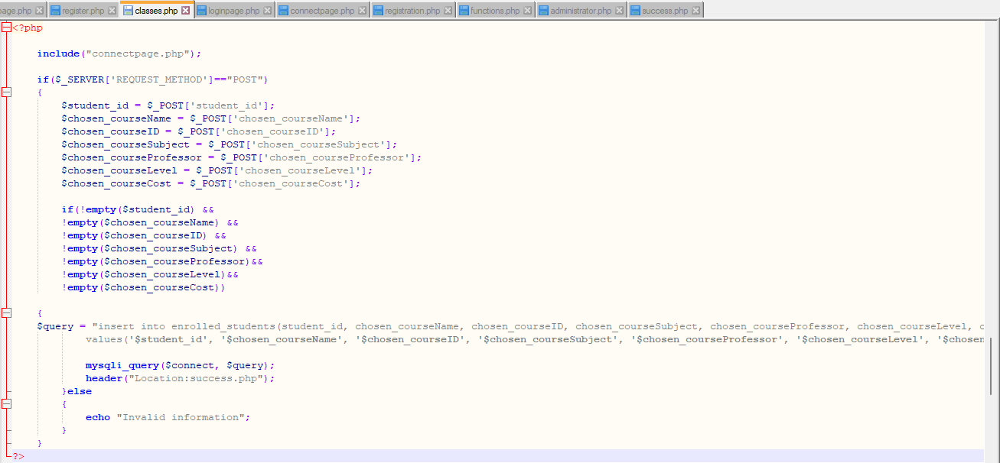 page.php register.php classes.php loginpage.php connectpage.php registration.php functions.php administrator.php success.php
<?php
include("connectpage.php");
if($_SERVER['REQUEST_METHOD']=="POST")
{
$student_id = $_POST['student_id'];
$chosen_courseName = $_POST['chosen_courseName'];
$chosen_courseID = $_POST['chosen_courseID'];
$chosen_courseSubject = $_POST['chosen_courseSubject'];
$chosen_courseProfessor = $_POST['chosen_courseProfessor'];
$chosen_courseLevel = $_POST['chosen_courseLevel'];
$chosen_courseCost = $_POST['chosen_courseCost'];
if(!empty($student_id) &&
!empty($chosen_courseName) &&
!empty($chosen_courseID) &&
!empty($chosen_courseSubject) &&
!empty($chosen_courseProfessor)&&
!empty($chosen_courseLevel)&&
!empty($chosen_courseCost))
{
$query = "insert into enrolled_students(student_id, chosen_courseName, chosen_courseID, chosen_courseSubject, chosen_courseProfessor, chosen_courseLevel, c
values('$student_id', '$chosen_courseName', '$chosen_courseID', '$chosen_courseSubject', '$chosen_courseProfessor', '$chosen_courseLevel', '$chosen
mysqli_query($connect, $query);
header("Location:success.php");
}else
{
echo "Invalid information";
}
}
?>